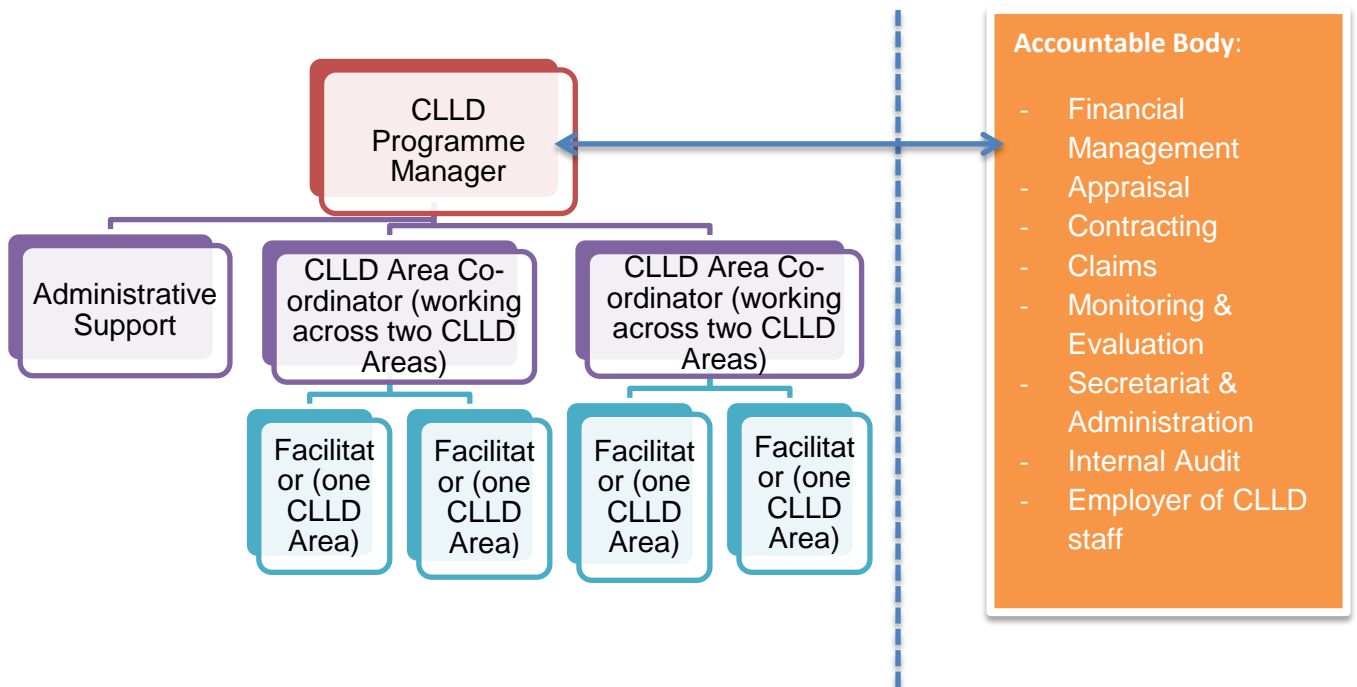 CLLD
Programme
Manager
Administrative
Support
CLLD Area Co-
ordinator (working
across two CLLD
Areas)
CLLD Area Co-
ordinator (working
across two CLLD
Areas)
Facilitat
or (one
CLLD
Area)
Facilitat
or (one
CLLD
Area)
Facilitat
or (one
CLLD
Area)
Facilitat
or (one
CLLD
Area)
Accountable Body:
- Financial
Management
- Appraisal
- Contracting
- Claims
- Monitoring &
Evaluation
- Secretariat &
Administration
- Internal Audit
- Employer of CLLD
staff